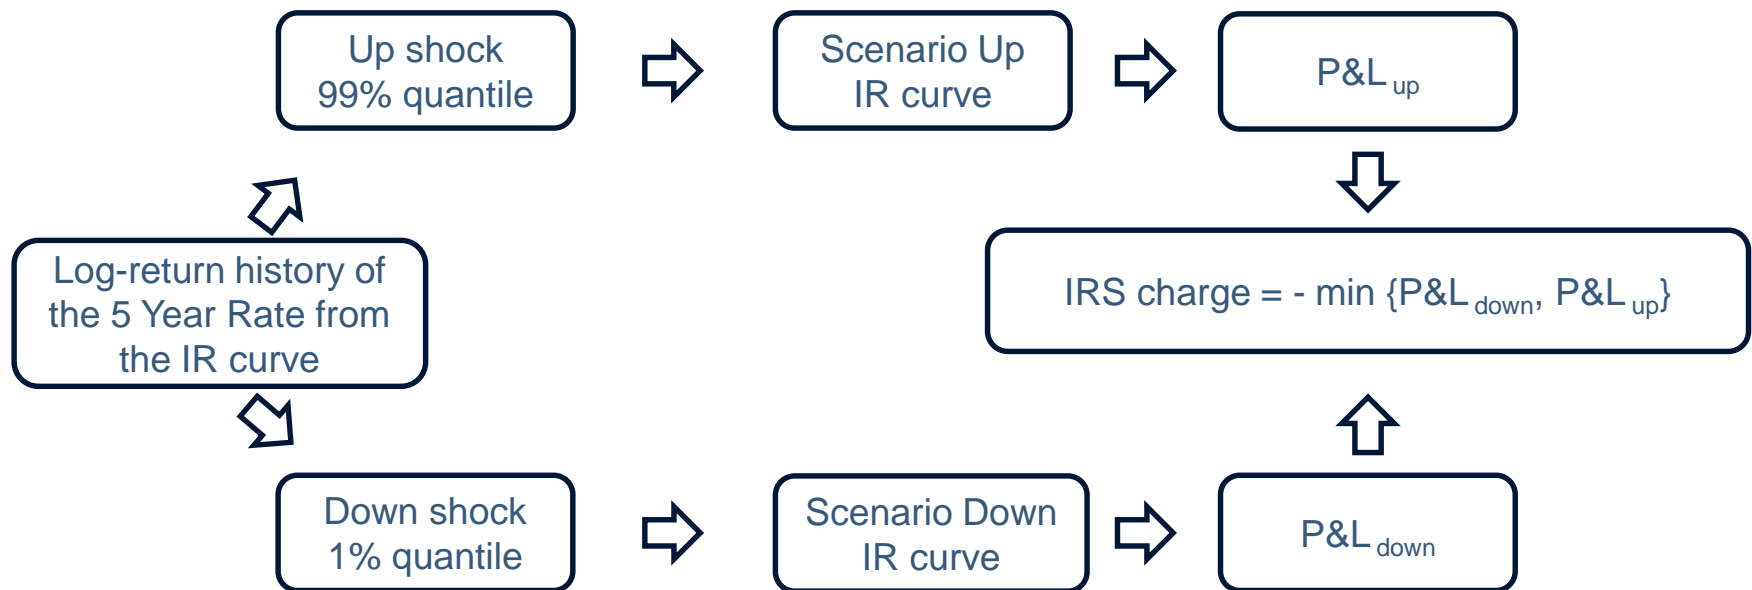 Up shock
99% quantile
Scenario Up
IR curve
P&L up
Log-return history of
the 5 Year Rate from
the IR curve
IRS charge = - min {P&L down, P&L up}
Down shock
1% quantile
Scenario Down
IR curve
P&L down